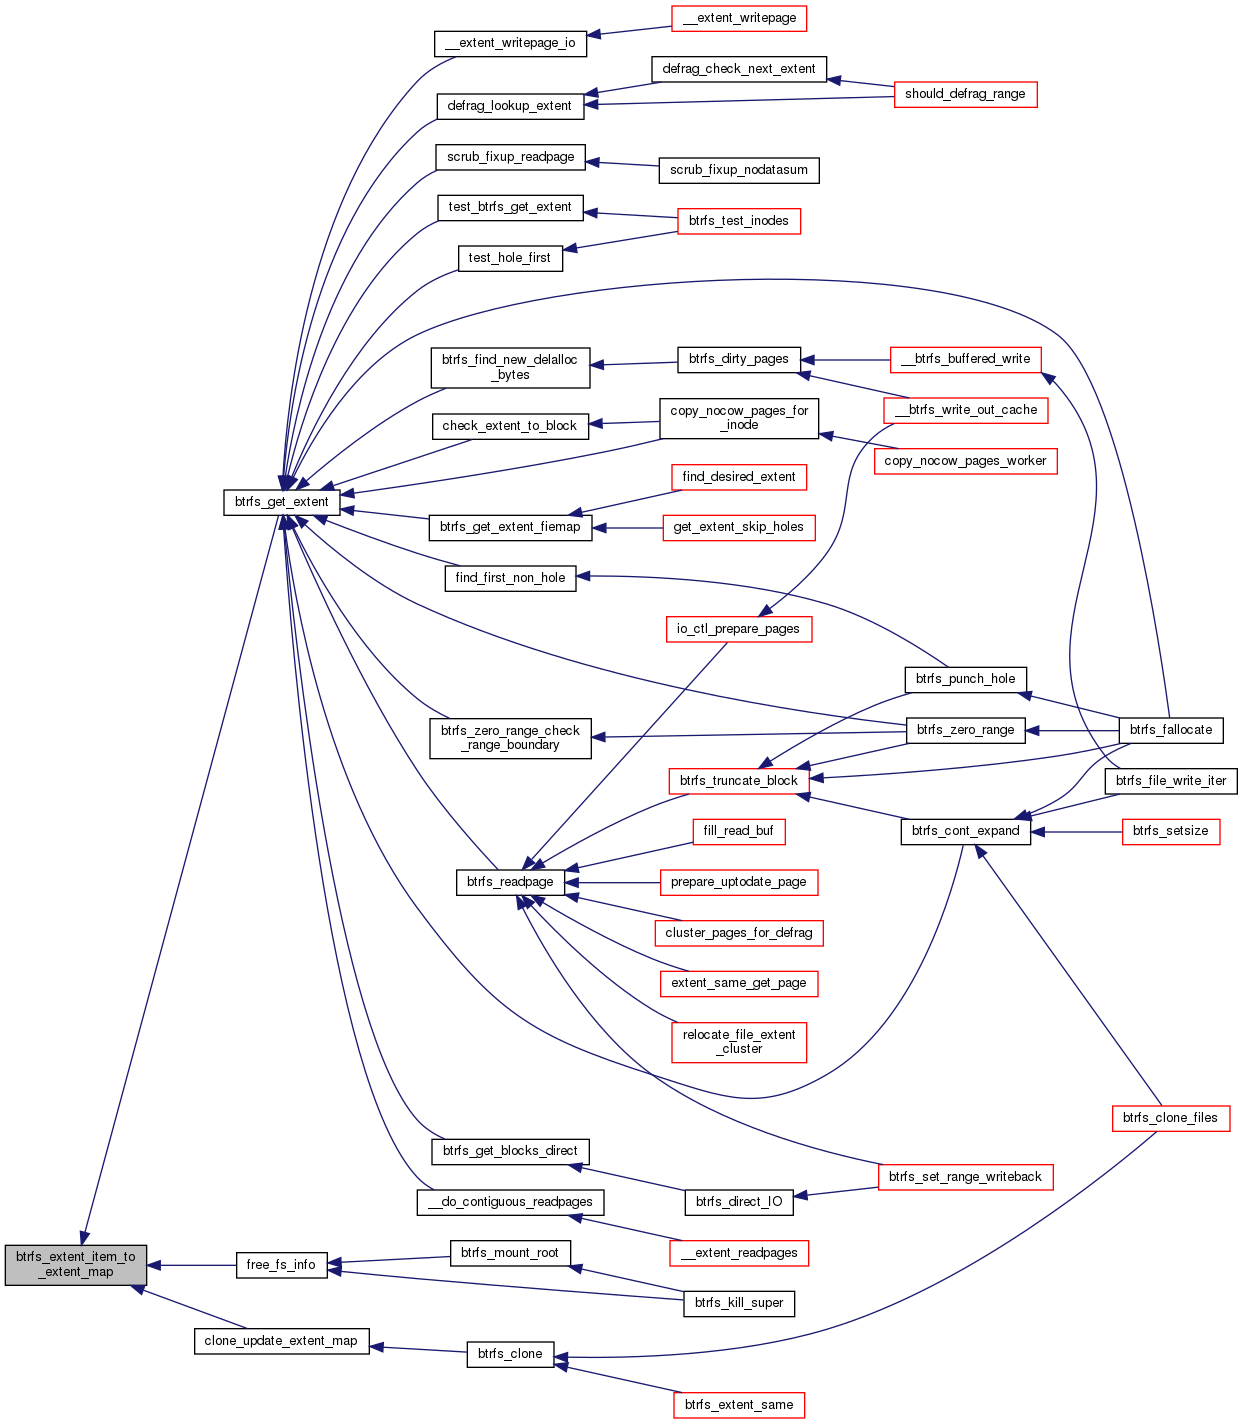 __extent_writepage
__extent_writepage_io
defrag_check_next_extent
should_defrag_range
defrag_lookup_extent
scrub_fixup_readpage
scrub_fixup_nodatasum
test_btrfs_get_extent
btrfs_test_inodes
test_hole_first
btrfs_find_new_delalloc
_bytes
btrfs_dirty_pages
__btrfs_buffered_write
__btrfs_write_out_cache
check_extent_to_block
copy_nocow_pages_for
_inode
copy_nocow_pages_worker
find_desired_extent
btrfs_get_extent
btrfs_get_extent_fiemap
get_extent_skip_holes
find_first_non_hole
io_ctl_prepare_pages
btrfs_punch_hole
btrfs_zero_range_check
_range_boundary
btrfs_zero_range
btrfs_fallocate
btrfs_truncate_block
btrfs_file_write_iter
fill_read_buf
btrfs_cont_expand
btrfs_setsize
btrfs_readpage
prepare_uptodate_page
cluster_pages_for_defrag
extent_same_get_page
relocate_file_extent
_cluster
btrfs_clone_files
btrfs_get_blocks_direct
btrfs_set_range_writeback
__do_contiguous_readpages
btrfs_direct_IO
__extent_readpages
btrfs_extent_item_to
_extent_map
free_fs_info
btrfs_mount_root
btrfs_kill_super
clone_update_extent_map
btrfs_clone
btrfs_extent_same